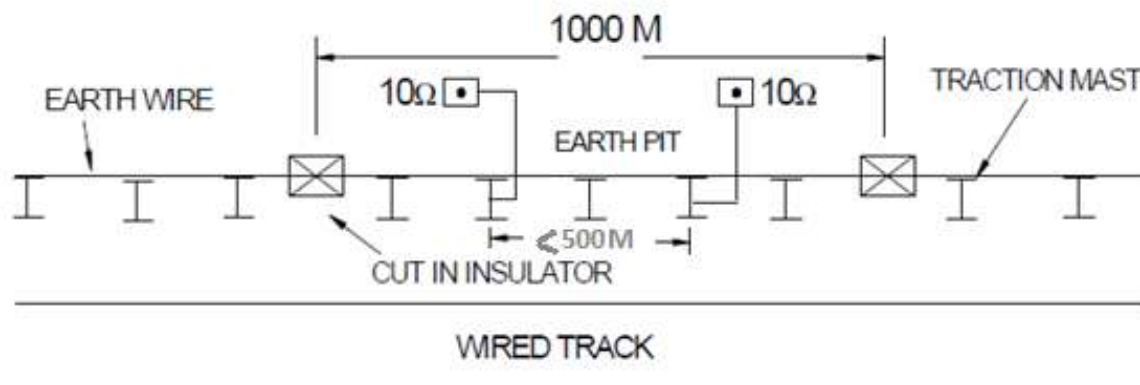 1000 M
10Ω
10Ω
TRACTION MAST
EARTH WIRE
EARTH PIT
<500M
CUT IN INSULATOR
WIRED TRACK